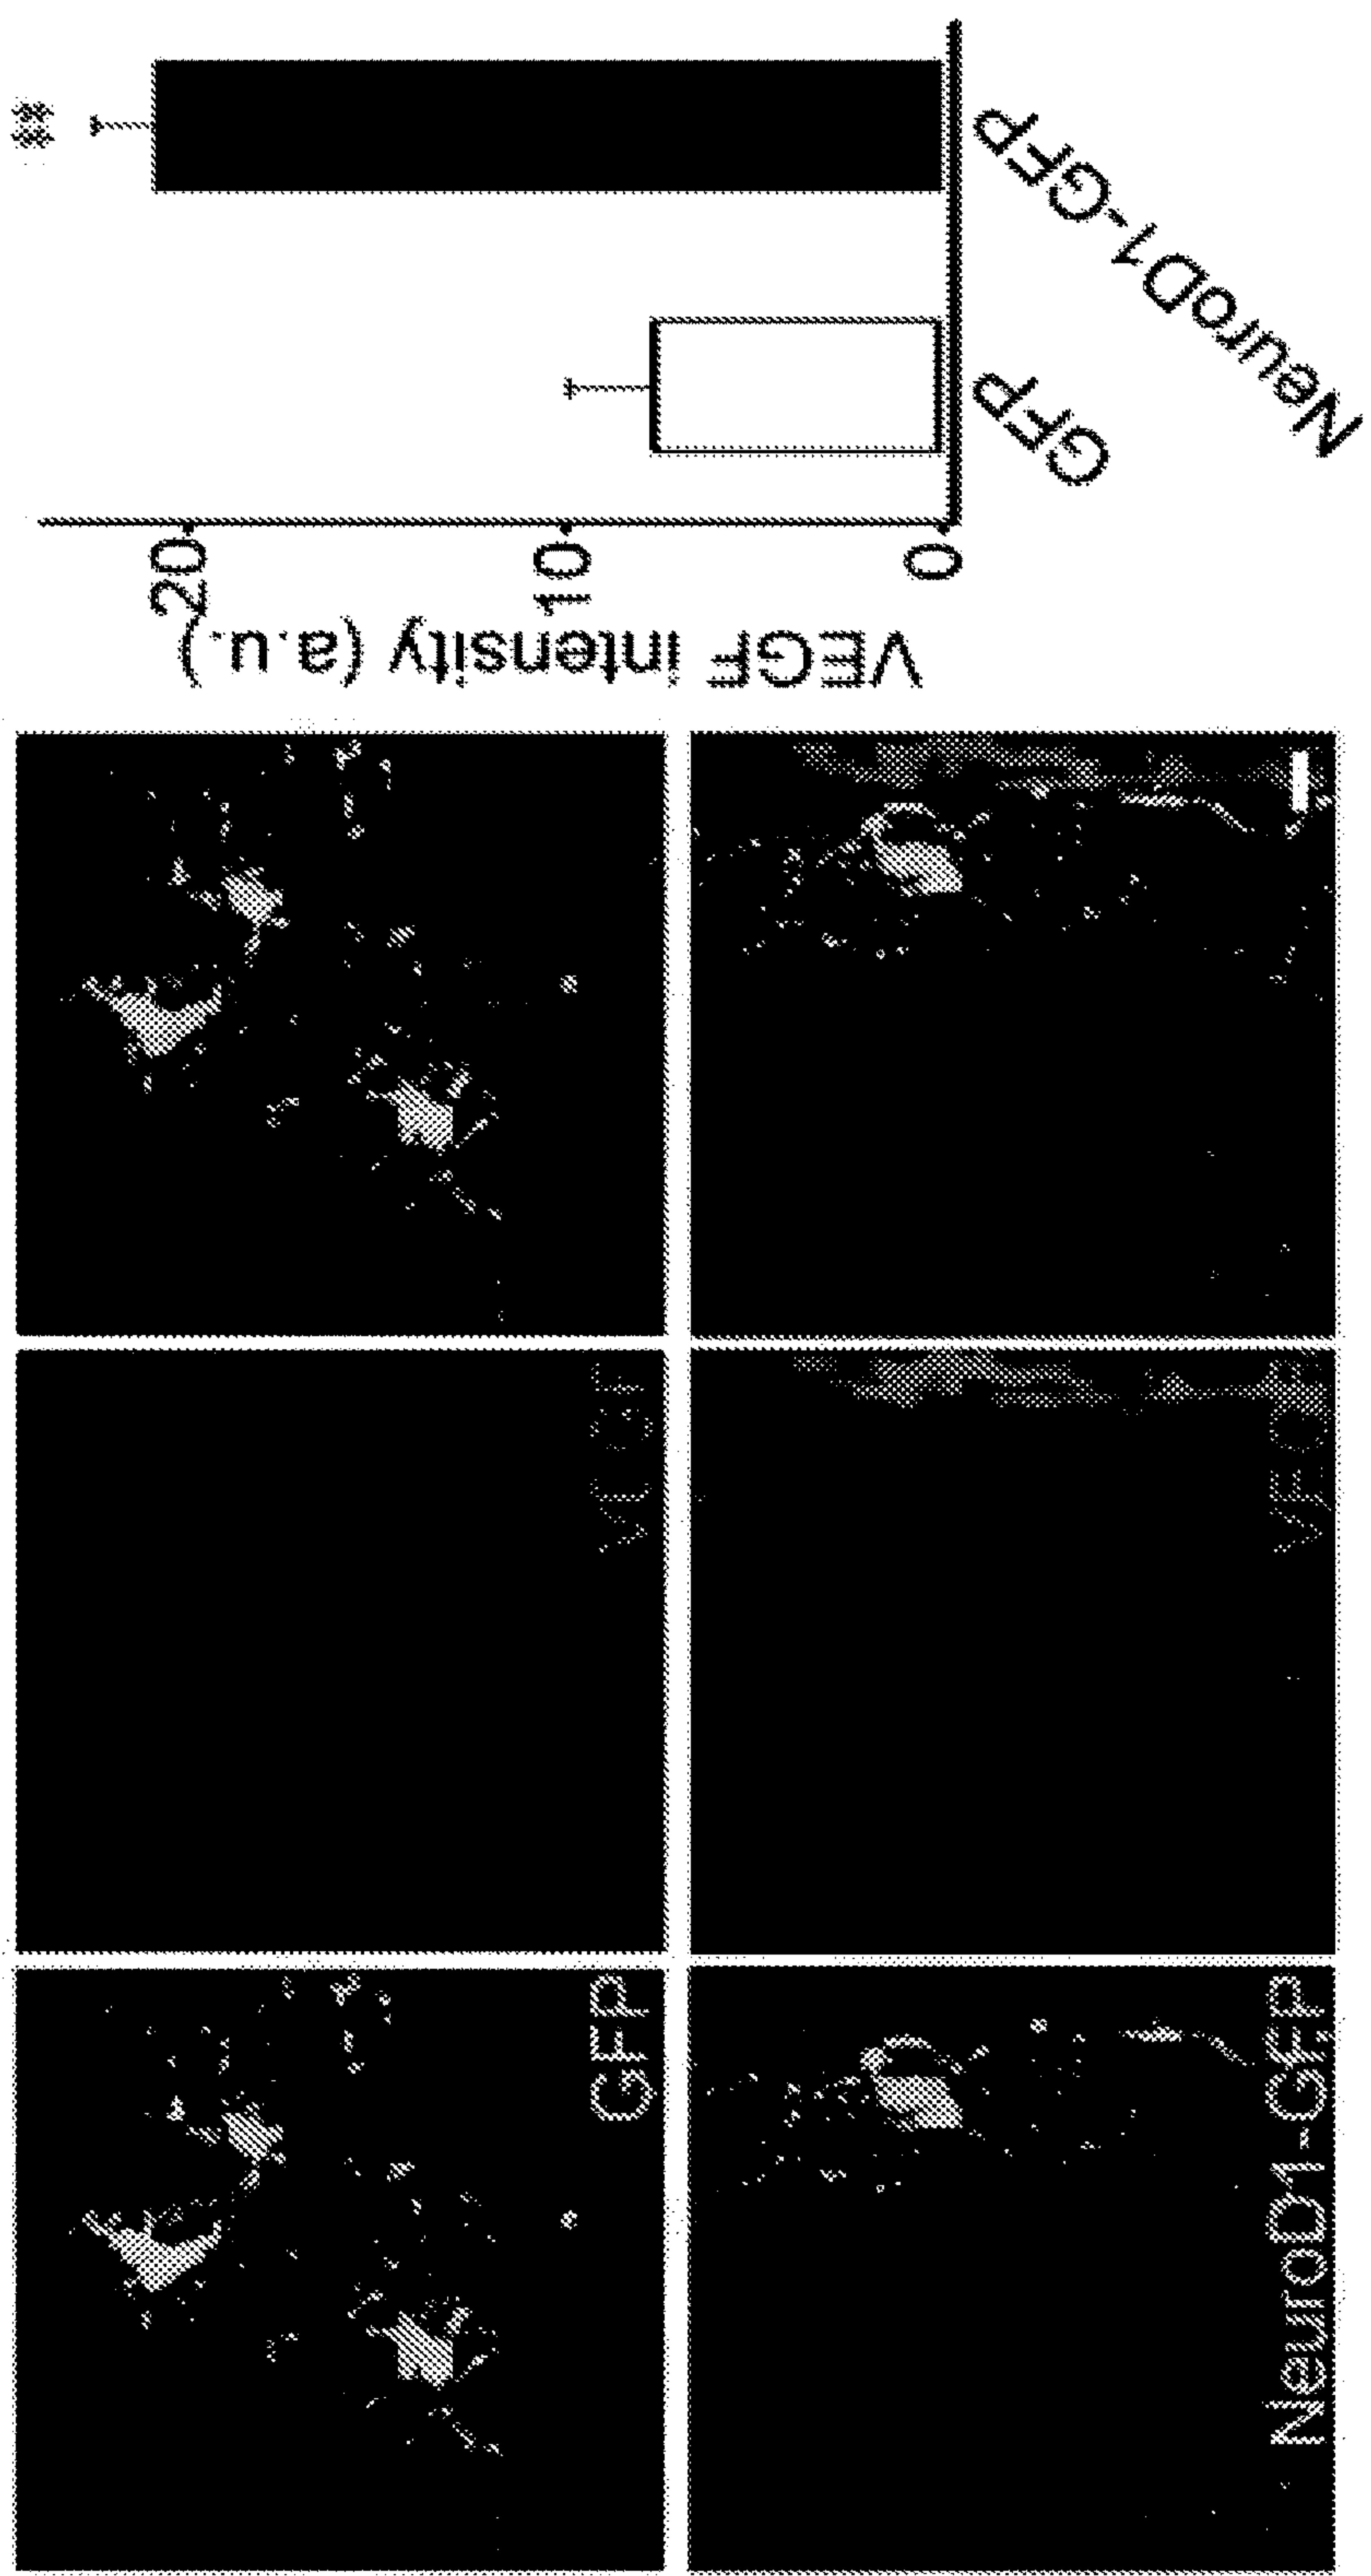 GFP
VEGF
NeuroD1-GFP
VEGF
VEGF intensity (a.u.)
20
10
0
GFP
NeuroD1-GFP
**